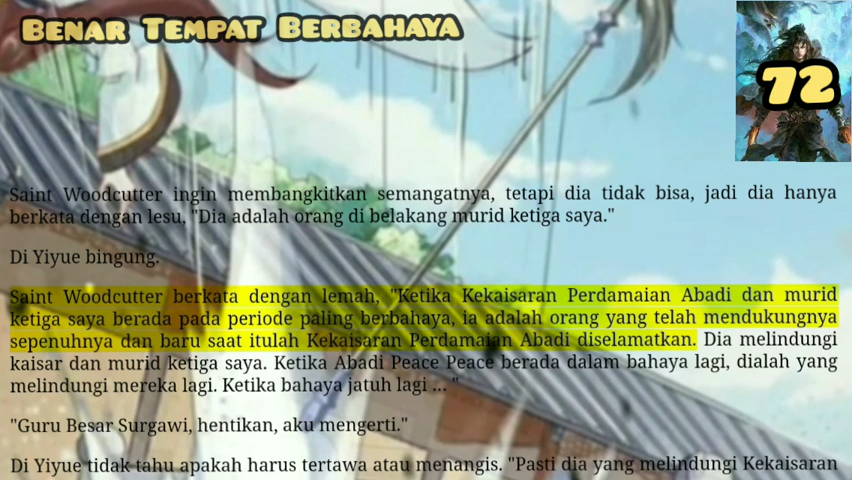 Benar Tempat Berbahaya
72
Saint Woodcutter ingin membangkitkan semangatnya, tetapi dia tidak bisa, jadi dia hanya
berkata dengan lesu, "Dia adalah orang di belakang murid ketiga saya."
Di Yiyue bingung.
Saint Woodcutter berkata dengan lemah, "Ketika Kekaisaran Perdamaian Abadi dan murid
ketiga saya berada pada periode paling berbahaya, ia adalah orang yang telah mendukungnya
sepenuhnya dan baru saat itulah Kekaisaran Perdamaian Abadi diselamatkan. Dia melindungi
kaisar dan murid ketiga saya. Ketika Abadi Peace Peace berada dalam bahaya lagi, dialah yang
melindungi mereka lagi. Ketika bahaya jatuh lagi ... "
"Guru Besar Surgawi, hentikan, aku mengerti."
Di Yiyue tidak tahu apakah harus tertawa atau menangis. "Pasti dia yang melindungi Kekaisaran